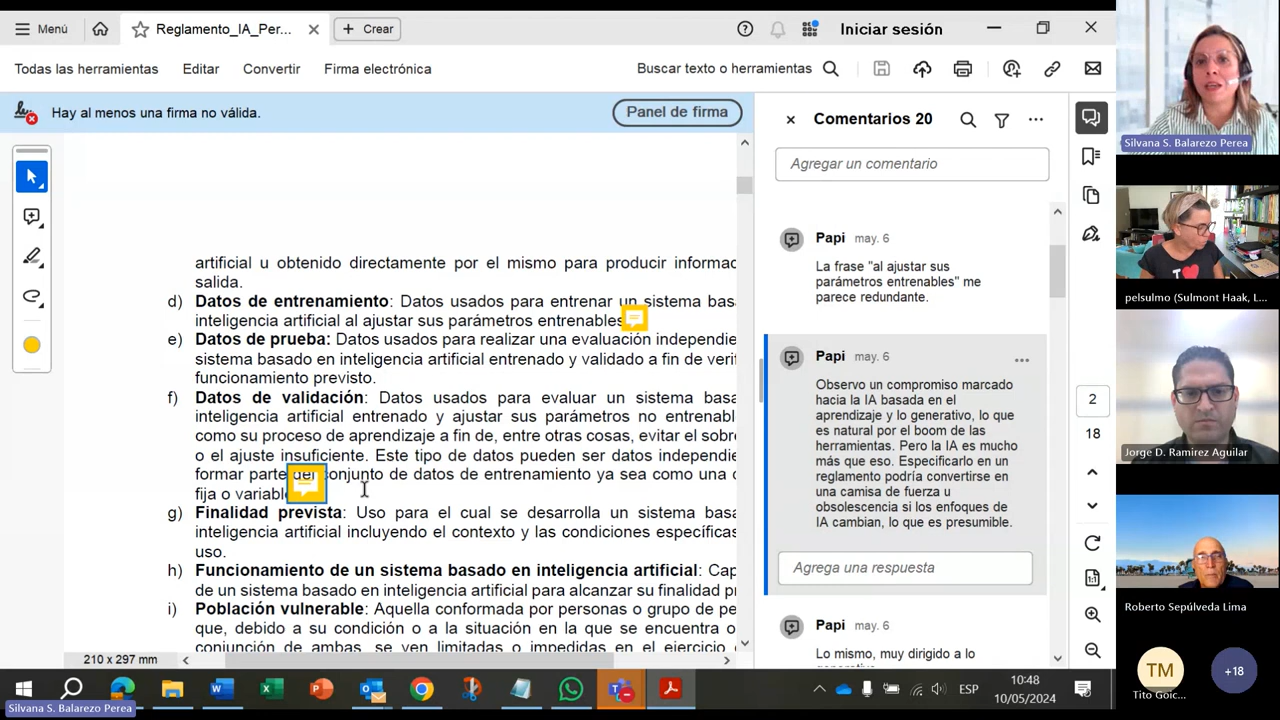 Menú
Reglamento_IA_Per...
+ Crear
Iniciar sesión
Todas las herramientas
Editar
Convertir
Firma electrónica
Buscar texto o herramientas
Hay al menos una firma no válida.
Panel de firma
artificial u obtenido directamente por el mismo para producir informac
salida.
d) Datos de entrenamiento: Datos usados para entrenar un sistema bas
inteligencia artificial al ajustar sus parámetros entrenables
e) Datos de prueba: Datos usados para realizar una evaluación independie
sistema basado en inteligencia artificial entrenado y validado a fin de verif
funcionamiento previsto.
f) Datos de validación: Datos usados para evaluar un sistema basa
inteligencia artificial entrenado y ajustar sus parámetros no entrenabl
como su proceso de aprendizaje a fin de, entre otras cosas, evitar el sobre
o el ajuste insuficiente. Este tipo de datos pueden ser datos independie
formar parte del conjunto de datos de entrenamiento ya sea como una d
fija o variabl
g) Finalidad prevista: Uso para el cual se desarrolla un sistema basa
inteligencia artificial incluyendo el contexto y las condiciones específicas
uso.
h) Funcionamiento de un sistema basado en inteligencia artificial: Cap
de un sistema basado en inteligencia artificial para alcanzar su finalidad pr
i) Población vulnerable: Aquella conformada por personas o grupo de pe
que, debido a su condición o a la situación en la que se encuentra o
conjunción de ambas, se ven limitadas o impedidas en el ejercicio
210 x 297 mm
Comentarios 20
Agregar un comentario
Papi may. 6
La frase "al ajustar sus
parámetros entrenables" me
parece redundante.
Papi may. 6
Observo un compromiso marcado
hacia la IA basada en el
aprendizaje y lo generativo, lo que
es natural por el boom de las
herramientas. Pero la IA es mucho
más que eso. Especificarlo en un
reglamento podría convertirse en
una camisa de fuerza u
obsolescencia si los enfoques de
IA cambian, lo que es presumible.
Agrega una respuesta
Papi may. 6
Lo mismo, muy dirigido a lo
generativo
2
18
1:1
Silvana S. Balarezo Perea
pelsulmo (Sulmont Haak, L...
Jorge D. Ramirez Aguilar
Roberto Sepúlveda Lima
TM
Tito Goic...
+18
ESP
10:48
10/05/2024
Silvana S. Balarezo Perea